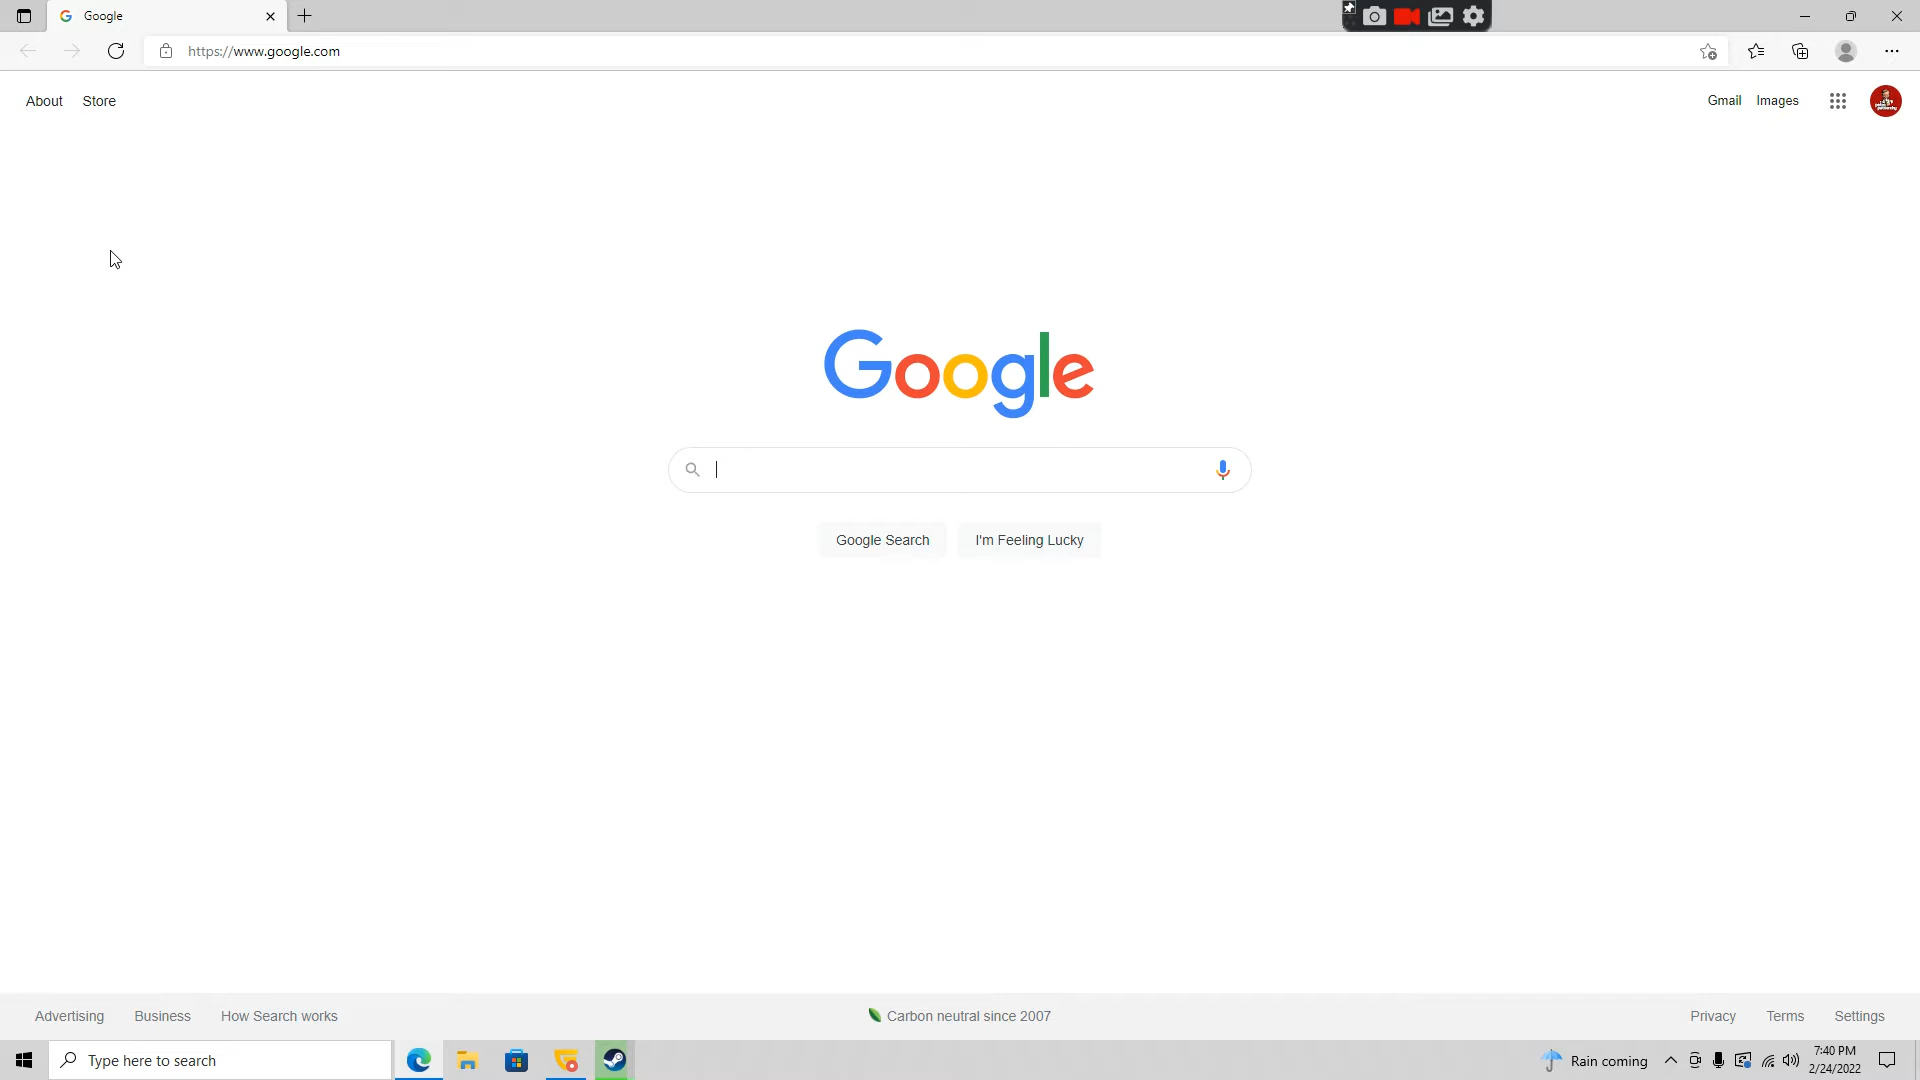 Google
https://www.google.com
About Store
Gmail Images
Google
Google Search I'm Feeling Lucky
Advertising Business How Search works
Carbon neutral since 2007
Privacy Terms Settings
Type here to search
Rain coming
7:40 PM
2/24/2022